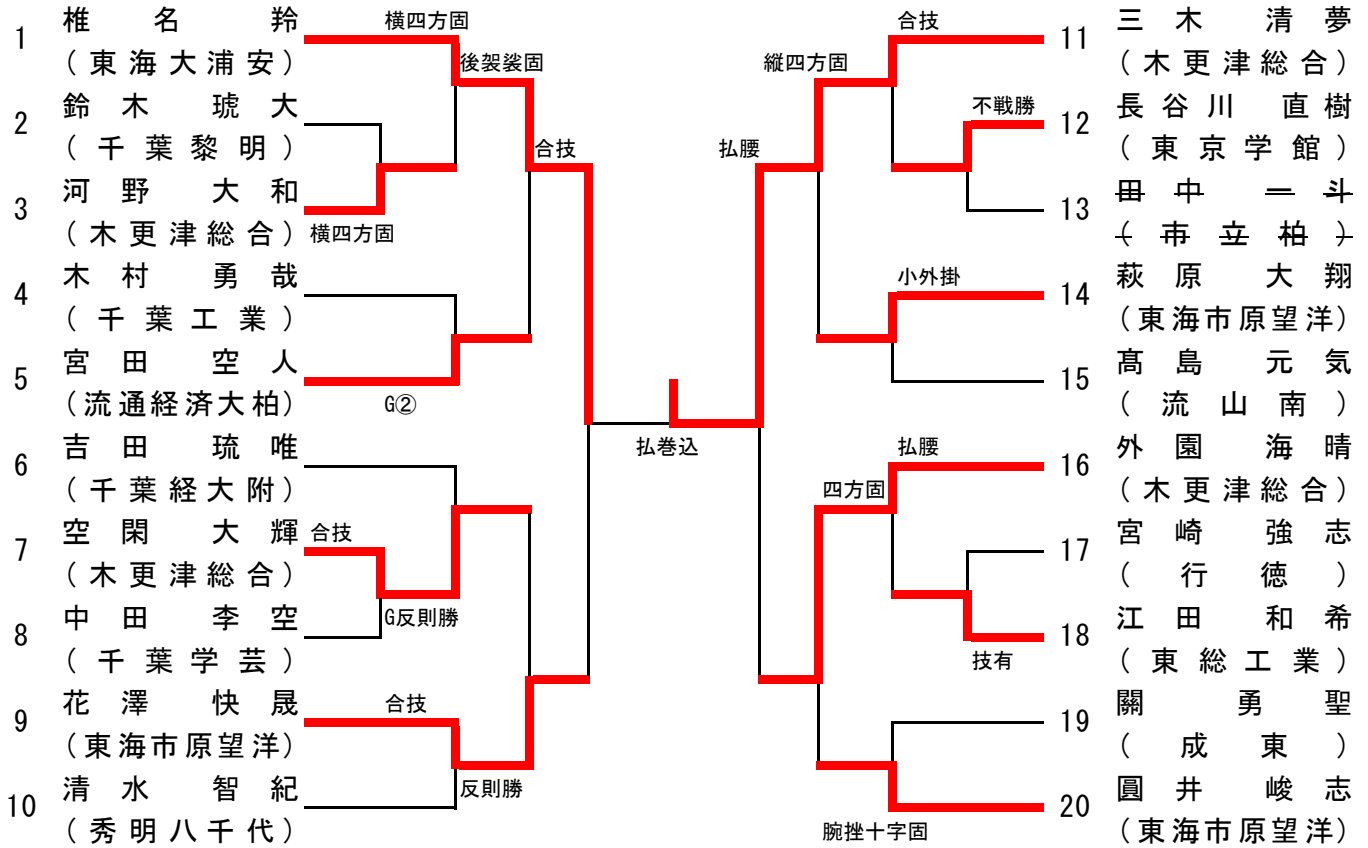 椎名 羚
1
(東海大浦安)
横四方固
鈴木 琥大
2
(千葉黎明)
河野 大和
3
(木更津総合)
横四方固
後袈裟固
木村 勇哉
4
(千葉工業)
宮田 空人
5
(流通経済大柏)
G②
合技
吉田 琉唯
6
(千葉経大附)
空閑 大輝
7
(木更津総合)
合技
中田 李空
8
(千葉学芸)
G反則勝
花澤 快晟
9
(東海市原望洋)
合技
清水 智紀
10
(秀明八千代)
反則勝
払巻込
三木 清夢
11
(木更津総合)
合技
長谷川 直樹
12
(東京学館)
不戦勝
田中 一斗
13
(市立柏)
縦四方固
萩原 大翔
14
(東海市原望洋)
小外掛
髙島 元気
15
(流山南)
払腰
外園 海晴
16
(木更津総合)
払腰
宮崎 強志
17
(行徳)
江田 和希
18
(東総工業)
技有
四方固
關 勇聖
19
(成東)
圓井 峻志
20
(東海市原望洋)
腕挫十字固